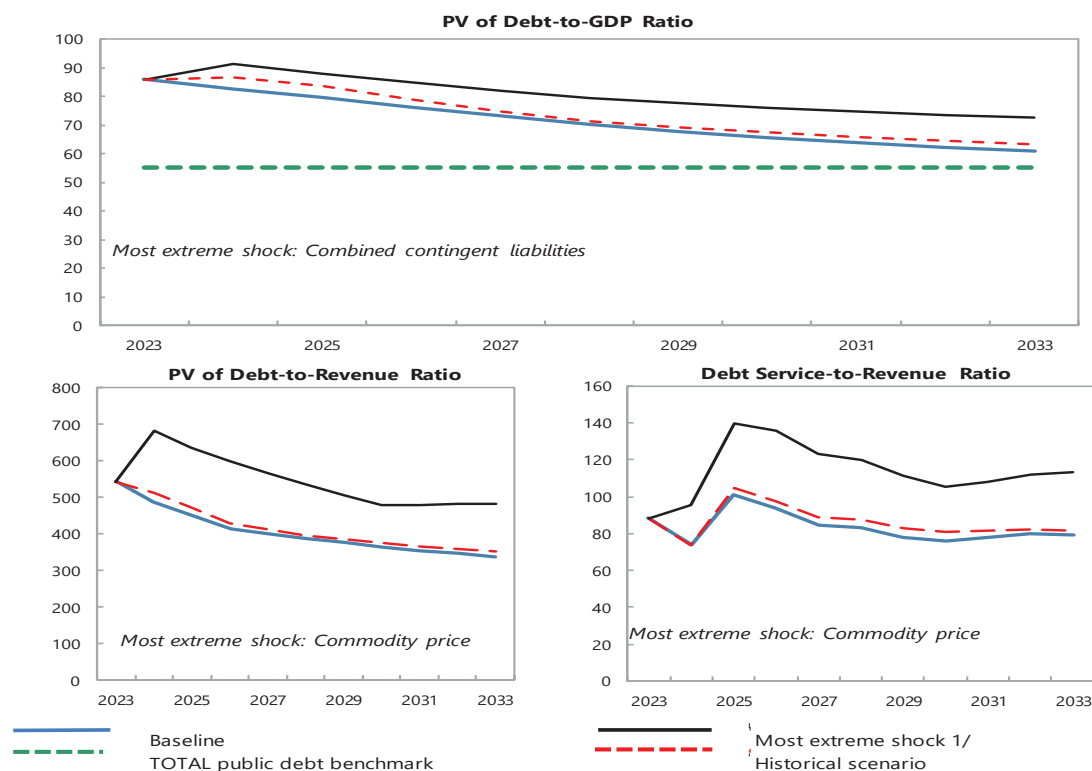 PV of Debt-to-GDP Ratio
100
90
80
70
60
50
40
30
20
10
0
Most extreme shock: Combined contingent liabilities
2023 2025 2027 2029 2031 2033
PV of Debt-to-Revenue Ratio
800
700
600
500
400
300
200
100
0
Most extreme shock: Commodity price
2023 2025 2027 2029 2031 2033
Debt Service-to-Revenue Ratio
160
140
120
100
80
60
40
20
0
Most extreme shock: Commodity price
2023 2025 2027 2029 2031 2033
Baseline
TOTAL public debt benchmark
Most extreme shock 1/
Historical scenario